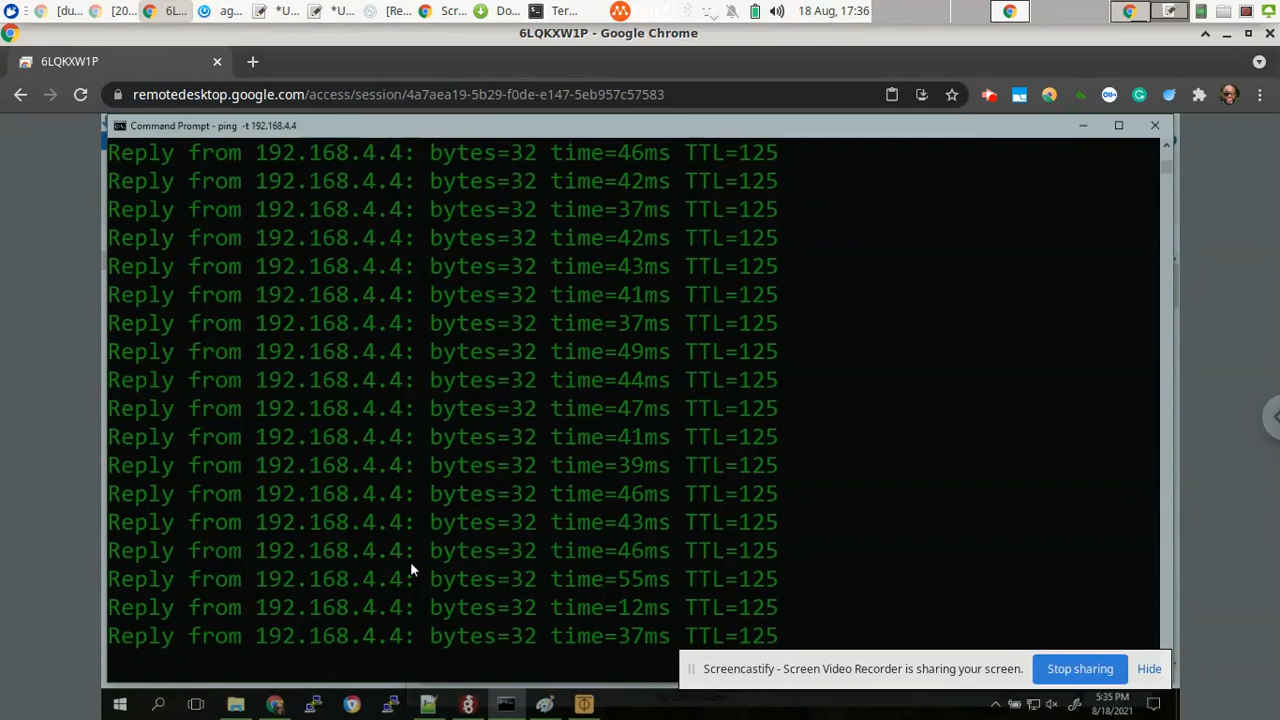 [du...
[20...
6L...
ag...
*U...
*U...
[Re...
Scr...
Do...
Ter...
18 Aug, 17:36
6LQKXW1P - Google Chrome
6LQKXW1P
remotedesktop.google.com/access/session/4a7aea19-5b29-f0de-e147-5eb957c57583
Command Prompt - ping -t 192.168.4.4
Reply from 192.168.4.4: bytes=32 time=46ms TTL=125
Reply from 192.168.4.4: bytes=32 time=42ms TTL=125
Reply from 192.168.4.4: bytes=32 time=37ms TTL=125
Reply from 192.168.4.4: bytes=32 time=42ms TTL=125
Reply from 192.168.4.4: bytes=32 time=43ms TTL=125
Reply from 192.168.4.4: bytes=32 time=41ms TTL=125
Reply from 192.168.4.4: bytes=32 time=37ms TTL=125
Reply from 192.168.4.4: bytes=32 time=49ms TTL=125
Reply from 192.168.4.4: bytes=32 time=44ms TTL=125
Reply from 192.168.4.4: bytes=32 time=47ms TTL=125
Reply from 192.168.4.4: bytes=32 time=41ms TTL=125
Reply from 192.168.4.4: bytes=32 time=39ms TTL=125
Reply from 192.168.4.4: bytes=32 time=46ms TTL=125
Reply from 192.168.4.4: bytes=32 time=43ms TTL=125
Reply from 192.168.4.4: bytes=32 time=46ms TTL=125
Reply from 192.168.4.4: bytes=32 time=55ms TTL=125
Reply from 192.168.4.4: bytes=32 time=12ms TTL=125
Reply from 192.168.4.4: bytes=32 time=37ms TTL=125
Screencastify - Screen Video Recorder is sharing your screen.
Stop sharing
Hide
5:35 PM
8/18/2021